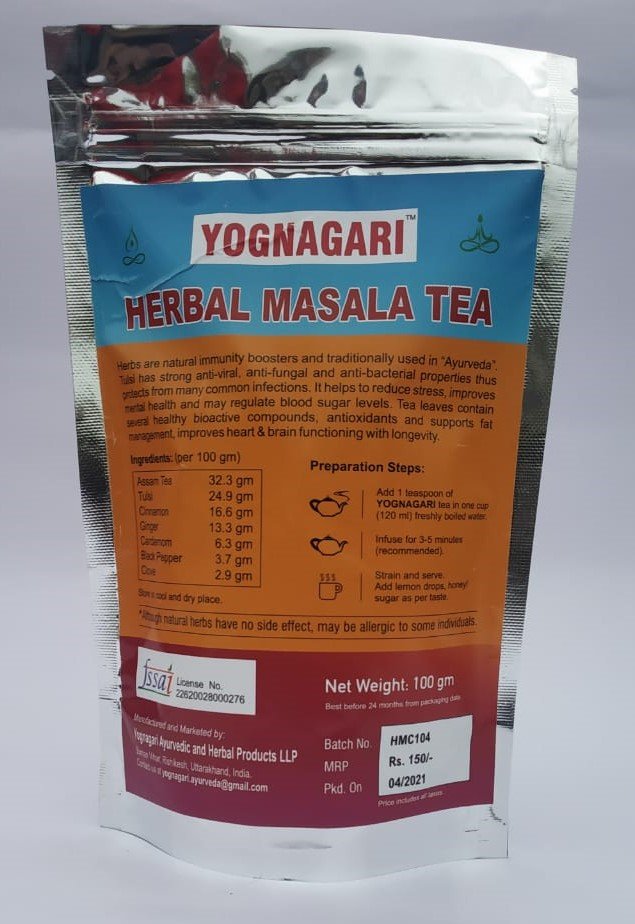 YOGNAGARI™
HERBAL MASALA TEA
Herbs are natural immunity boosters and traditionally used in "Ayurveda".
Tulsi has strong anti-viral, anti-fungal and anti-bacterial properties thus
protects from many common infections. It helps to reduce stress, improves
mental health and may regulate blood sugar levels. Tea leaves contain
several healthy bioactive compounds, antioxidants and supports fat
management, improves heart & brain functioning with longevity.
Ingredients: (per 100 gm)
Assam Tea 32.3 gm
Tulsi 24.9 gm
Cinnamon 16.6 gm
Ginger 13.3 gm
Cardemom 6.3 gm
Black Pepper 3.7 gm
Clove 2.9 gm
Store in cool and dry place.
Preparation Steps:
Add 1 teaspoon of
YOGNAGARI tea in one cup
(120 ml) freshly boiled water.
Infuse for 3-5 minutes
(recommended).
Strain and serve.
Add lemon drops, honey/
sugar as per taste.
*Although natural herbs have no side effect, may be allergic to some individuals.
fssai License No.
22620028000276
Net Weight: 100 gm
Best before 24 months from packaging date
Manufactured and Marketed by:
Yognagari Ayurvedic and Herbal Products LLP
Vihar, Rishikesh, Uttarakhand, India.
Contact us at yognagari.ayurveda@gmail.com
Batch No. HMC104
MRP Rs. 150/-
Pkd. On 04/2021
Price includes all taxes